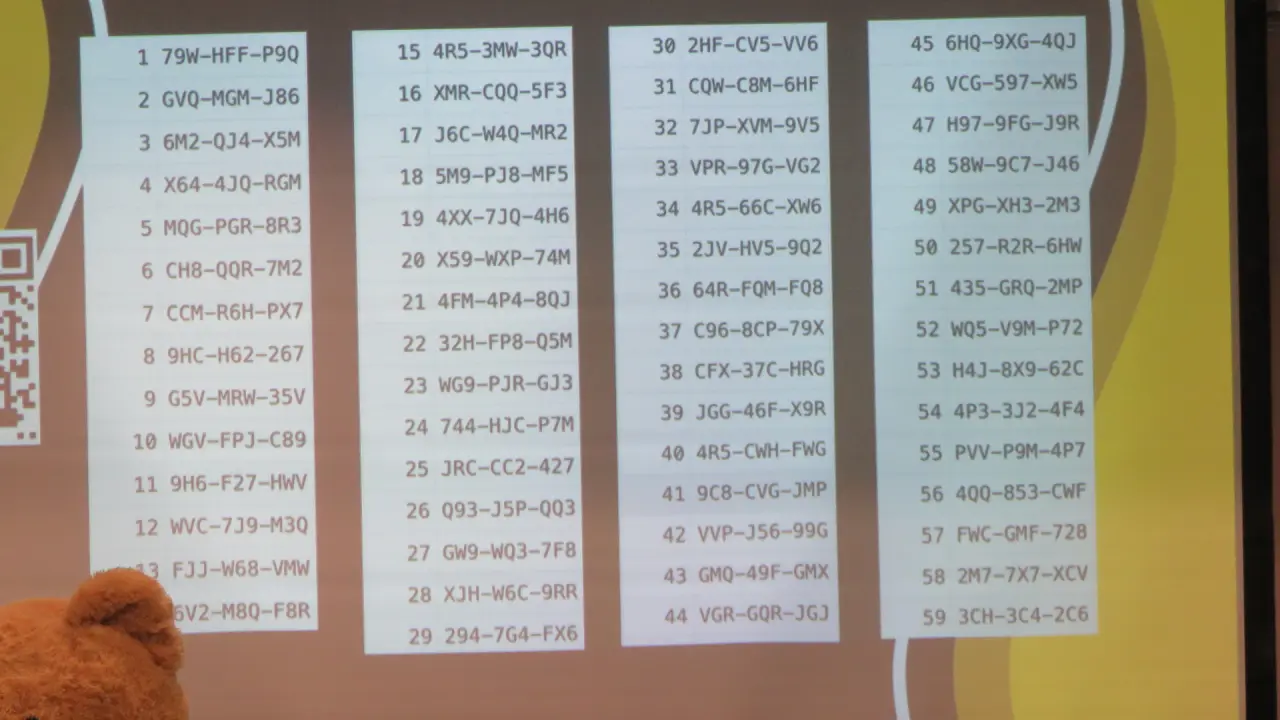 1 79W-HFF-P9Q
2 GVQ-MGM-J86
3 6M2-QJ4-X5M
4 X64-4JQ-RGM
5 MQG-PGR-8R3
6 CH8-QQR-7M2
7 CCM-R6H-PX7
8 9HC-H62-267
9 G5V-MRW-35V
10 WGV-FPJ-C89
11 9H6-F27-HWV
12 WVC-7J9-M3Q
13 FJJ-W68-VMW
6V2-M8Q-F8R
15 4R5-3MW-3QR
16 XMR-CQQ-5F3
17 J6C-W4Q-MR2
18 5M9-PJ8-MF5
19 4XX-7JQ-4H6
20 X59-WXP-74M
21 4FM-4P4-8QJ
22 32H-FP8-Q5M
23 WG9-PJR-GJ3
24 744-HJC-P7M
25 JRC-CC2-427
26 Q93-J5P-QQ3
27 GW9-WQ3-7F8
28 XJH-W6C-9RR
29 294-7G4-FX6
30 2HF-CV5-VV6
31 CQW-C8M-6HF
32 7JP-XVM-9V5
33 VPR-97G-VG2
34 4R5-66C-XW6
35 2JV-HV5-9Q2
36 64R-FQM-FQ8
37 C96-8CP-79X
38 CFX-37C-HRG
39 JGG-46F-X9R
40 4R5-CWH-FWG
41 9C8-CVG-JMP
42 VVP-J56-99G
43 GMQ-49F-GMX
44 VGR-GQR-JGJ
45 6HQ-9XG-4QJ
46 VCG-597-XW5
47 H97-9FG-J9R
48 58W-9C7-J46
49 XPG-XH3-2M3
50 257-R2R-6HW
51 435-GRQ-2MP
52 WQ5-V9M-P72
53 H4J-8X9-62C
54 4P3-3J2-4F4
55 PVV-P9M-4P7
56 4QQ-853-CWF
57 FWC-GMF-728
58 2M7-7X7-XCV
59 3CH-3C4-2C6